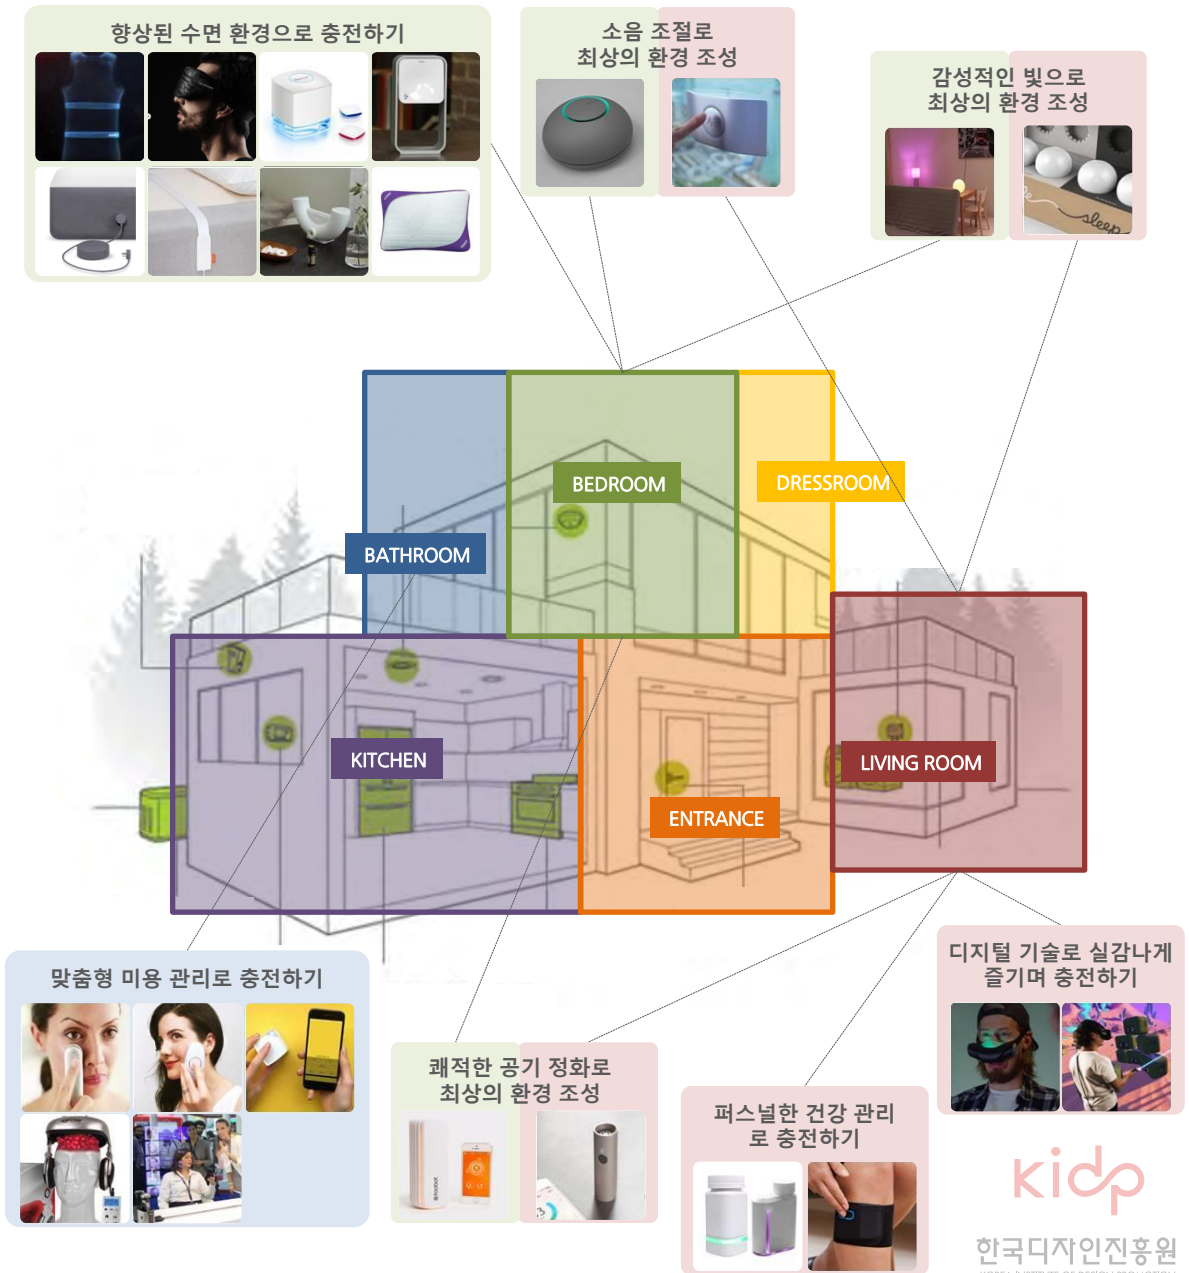 향상된 수면 환경으로 충전하기
소음 조절로
최상의 환경 조성
감성적인 빛으로
최상의 환경 조성
sleep
BEDROOM
DRESSROOM
BATHROOM
KITCHEN
LIVING ROOM
ENTRANCE
맞춤형 미용 관리로 충전하기
쾌적한 공기 정화로
최상의 환경 조성
foobot
퍼스널한 건강 관리
로 충전하기
디지털 기술로 실감나게
즐기며 충전하기
kidp
한국디자인진흥원